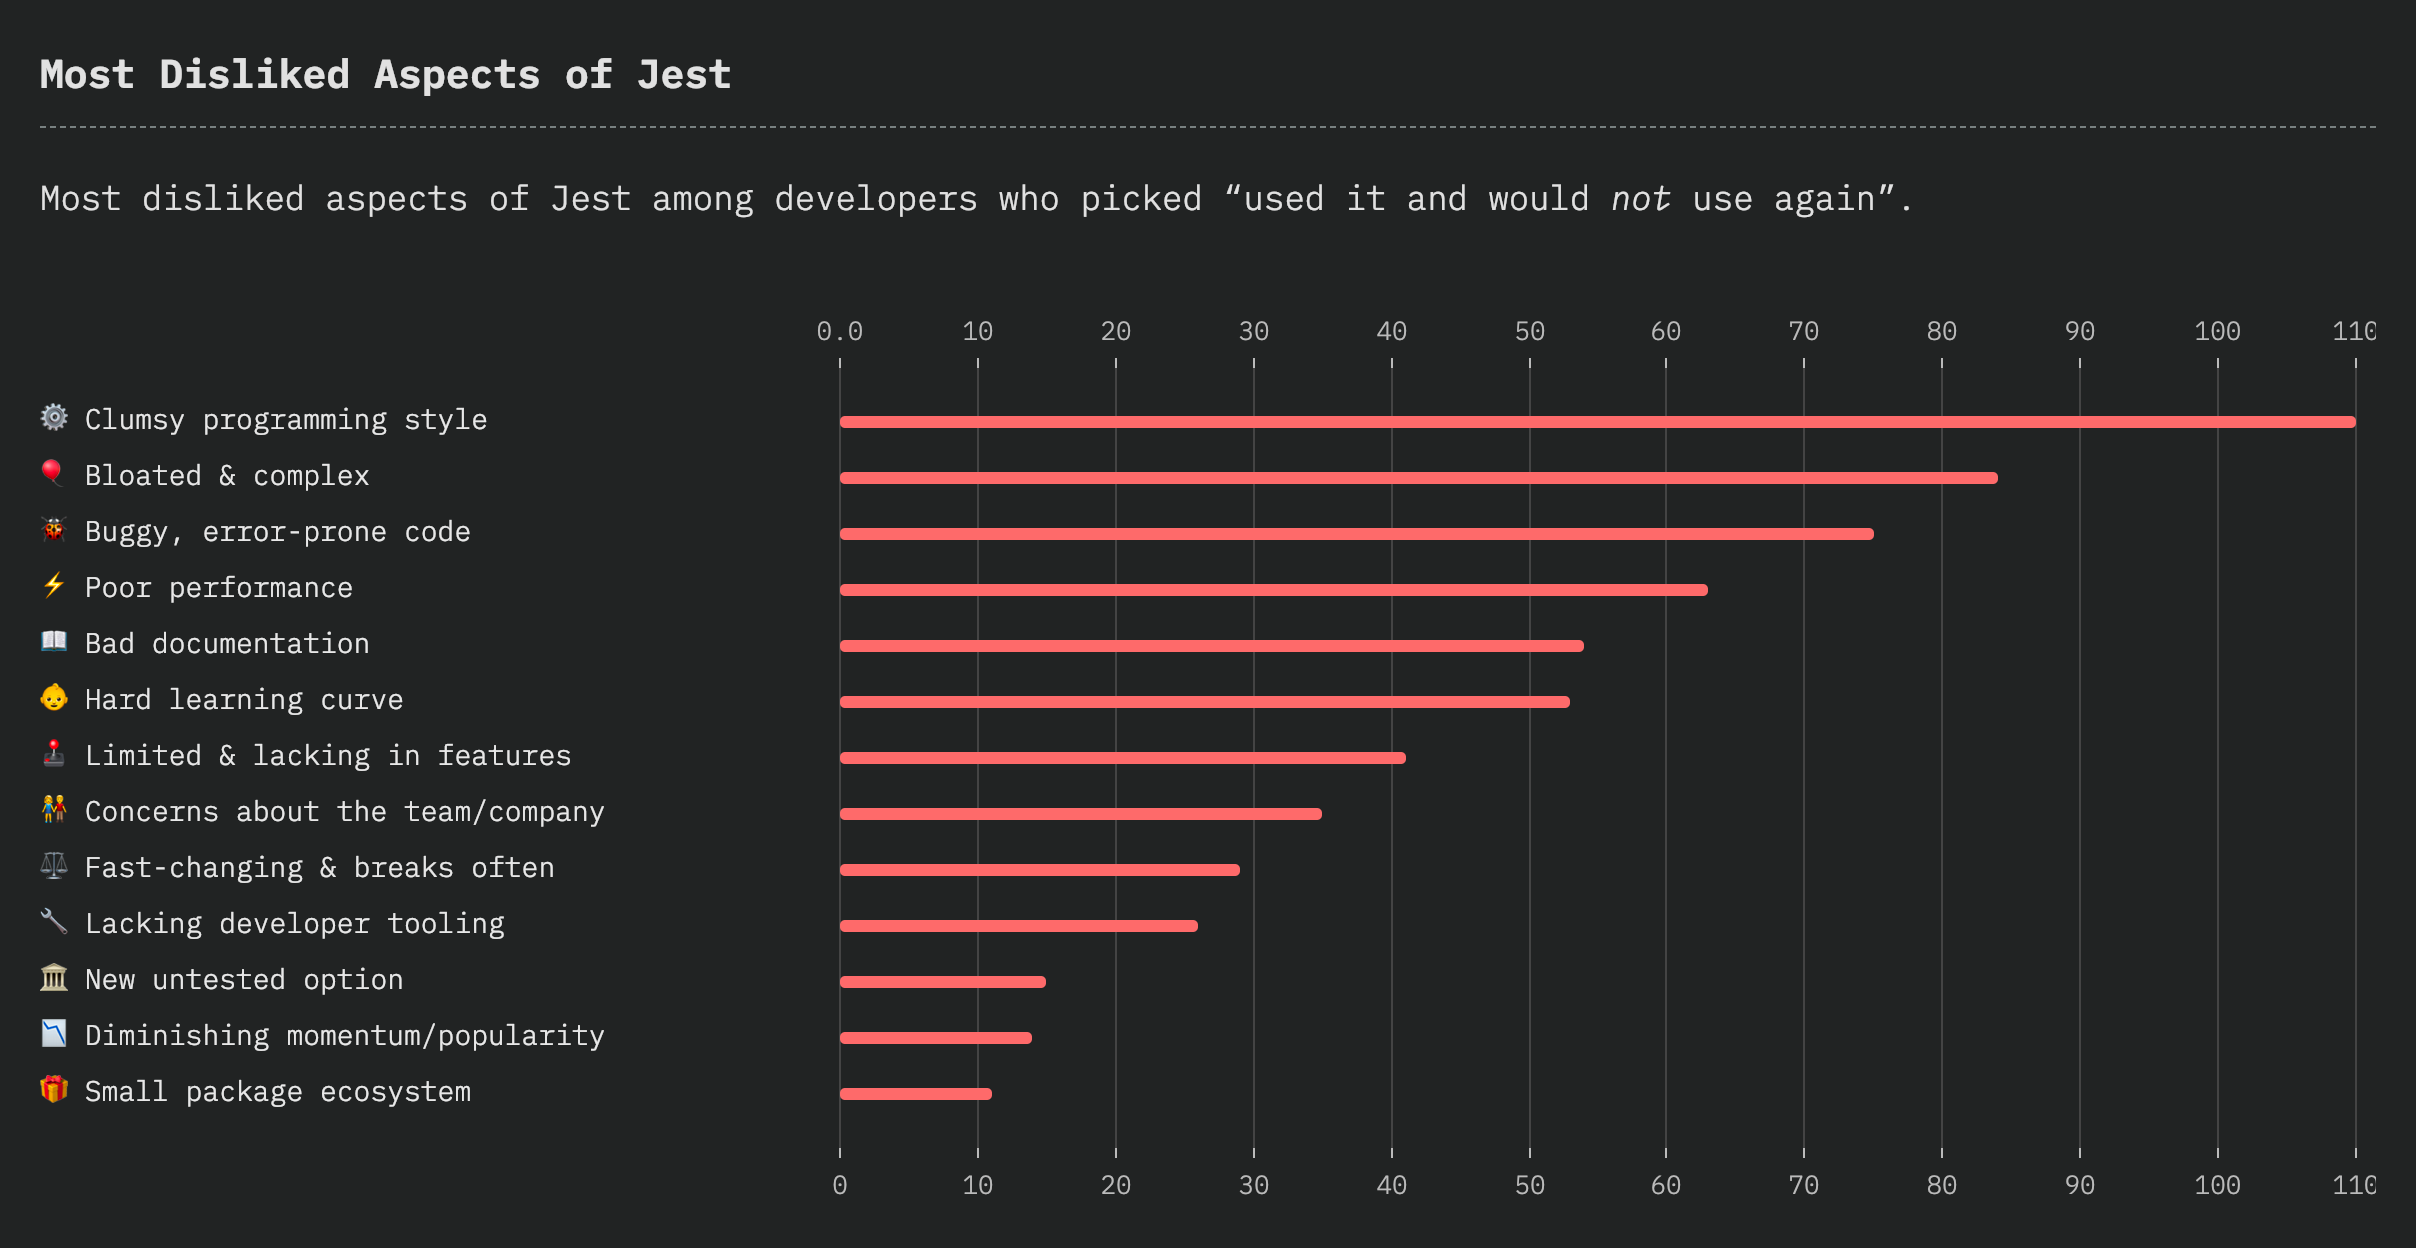 Most Disliked Aspects of Jest
Most disliked aspects of Jest among developers who picked “used it and would not use again”.
0.0 10 20 30 40 50 60 70 80 90 100 110
Clumsy programming style
Bloated & complex
Buggy, error-prone code
Poor performance
Bad documentation
Hard learning curve
Limited & lacking in features
Concerns about the team/company
Fast-changing & breaks often
Lacking developer tooling
New untested option
Diminishing momentum/popularity
Small package ecosystem
0 10 20 30 40 50 60 70 80 90 100 110